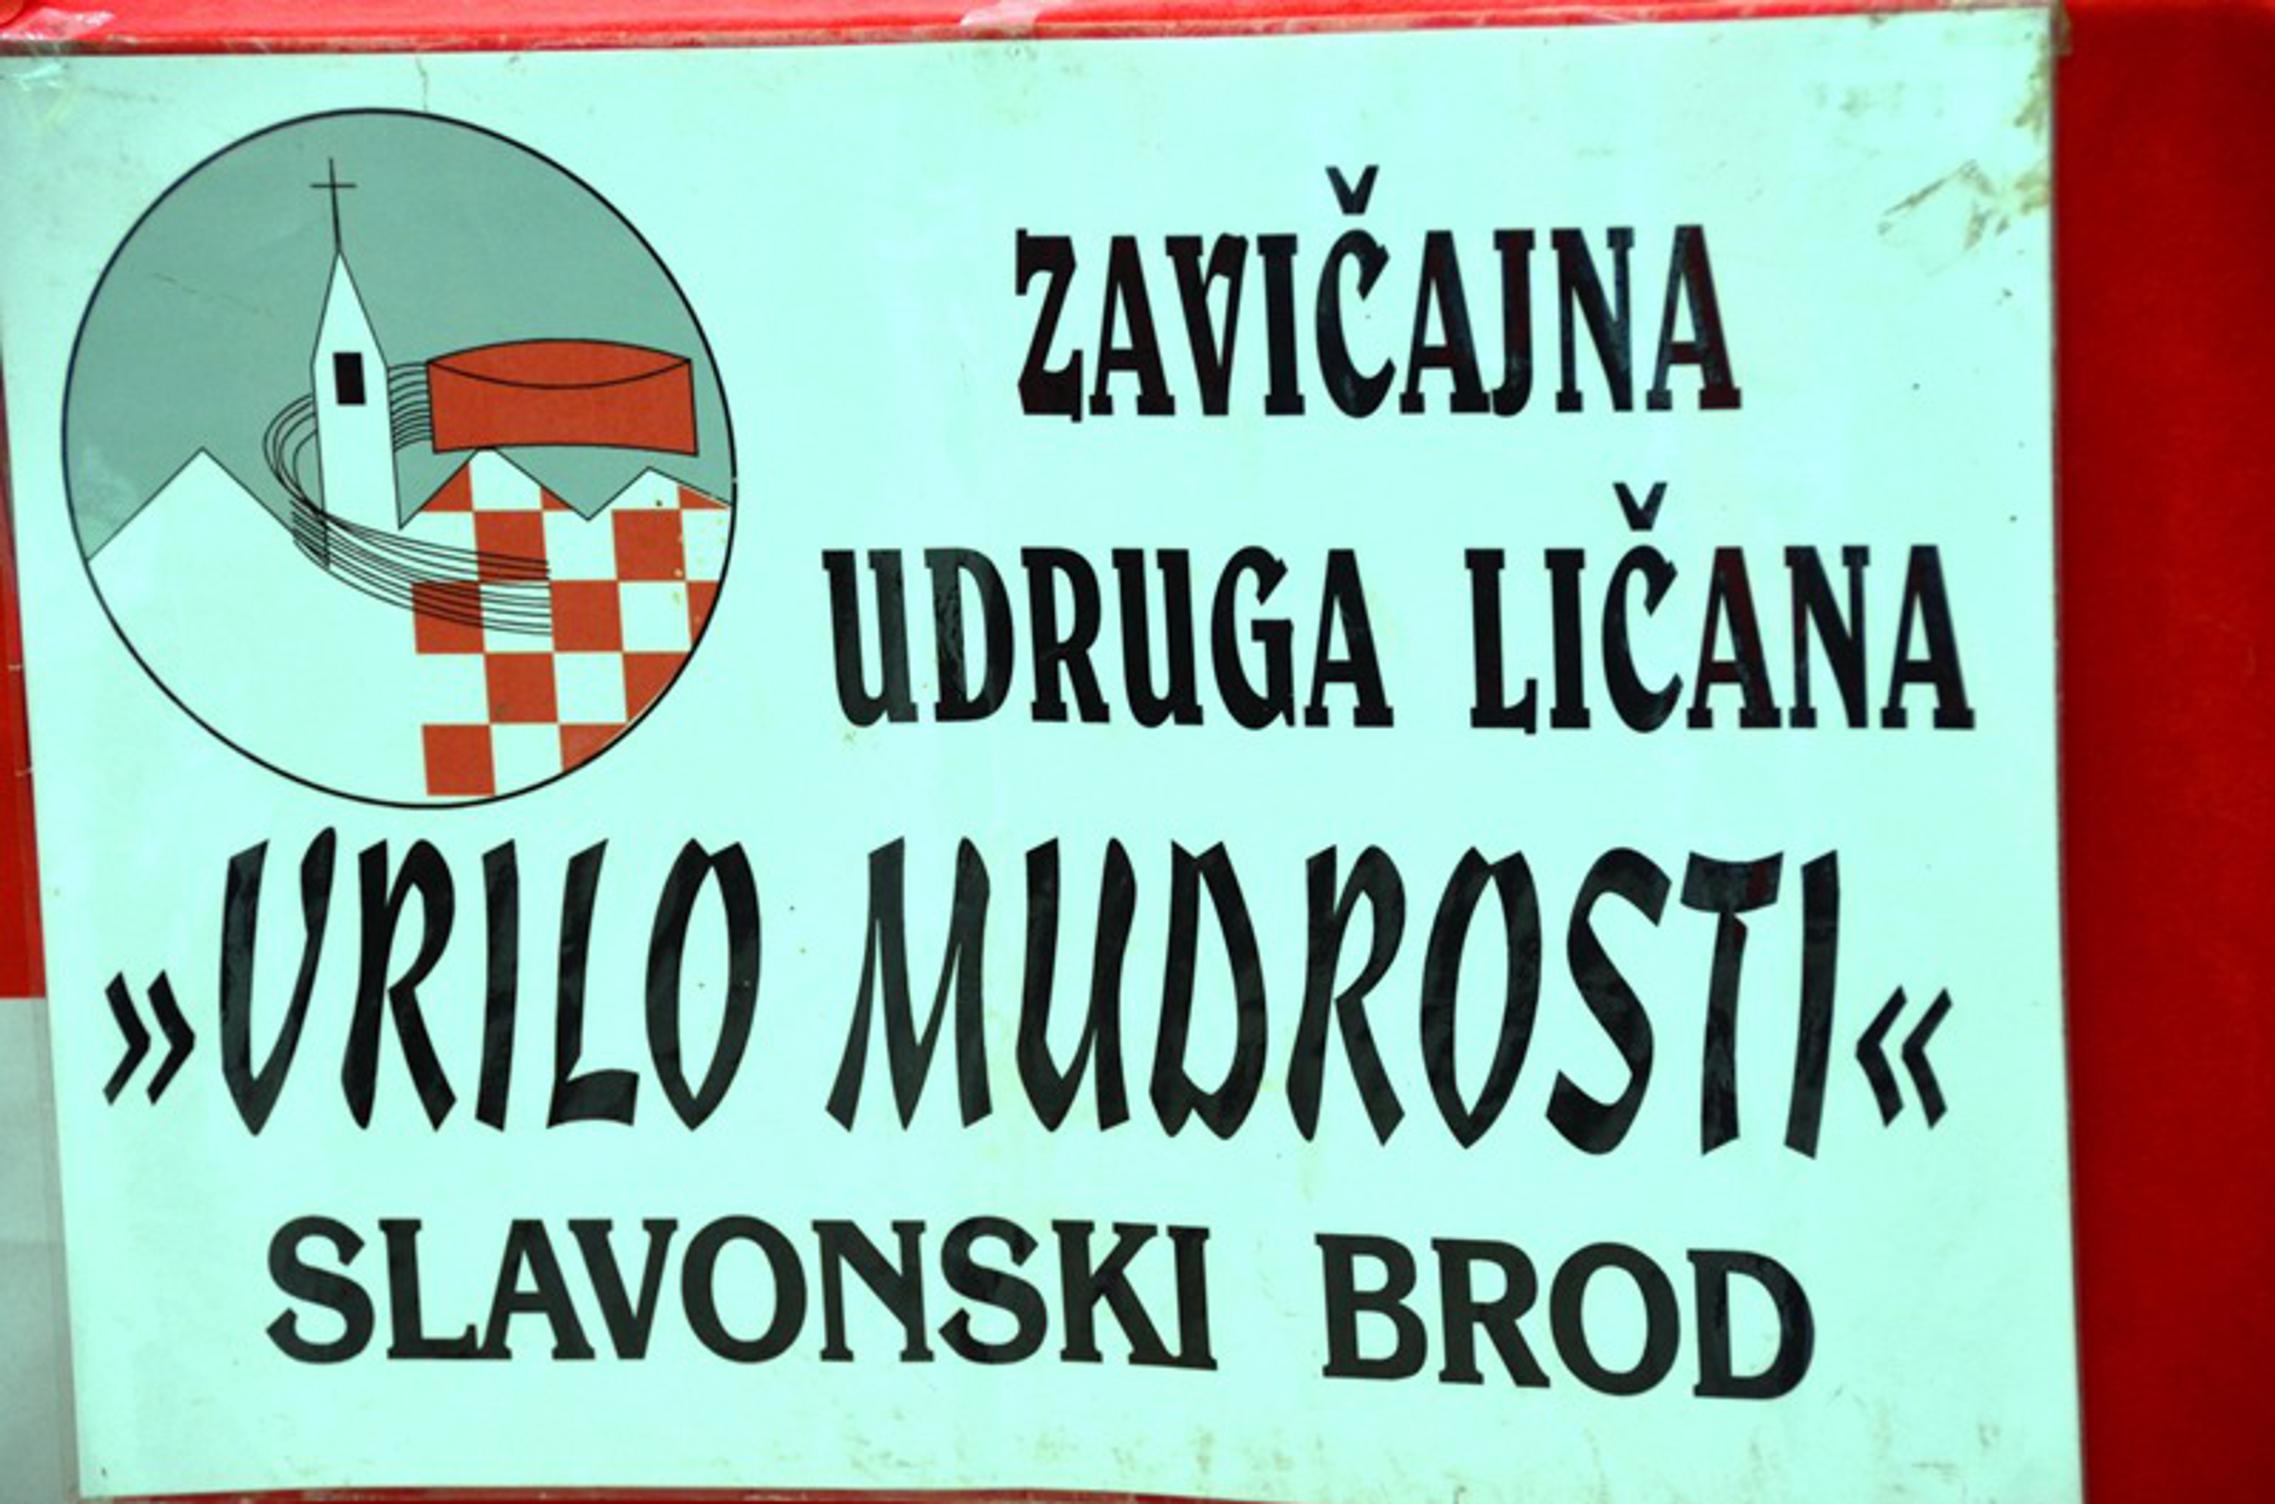 ZAVIČAJNA
UDRUGA LIČANA
»VRILO MUDROSTI«
SLAVONSKI BROD